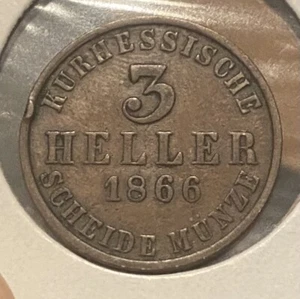 KURHESSISCHE
3
HELLER
1866
SCHEIDE MÜNZE